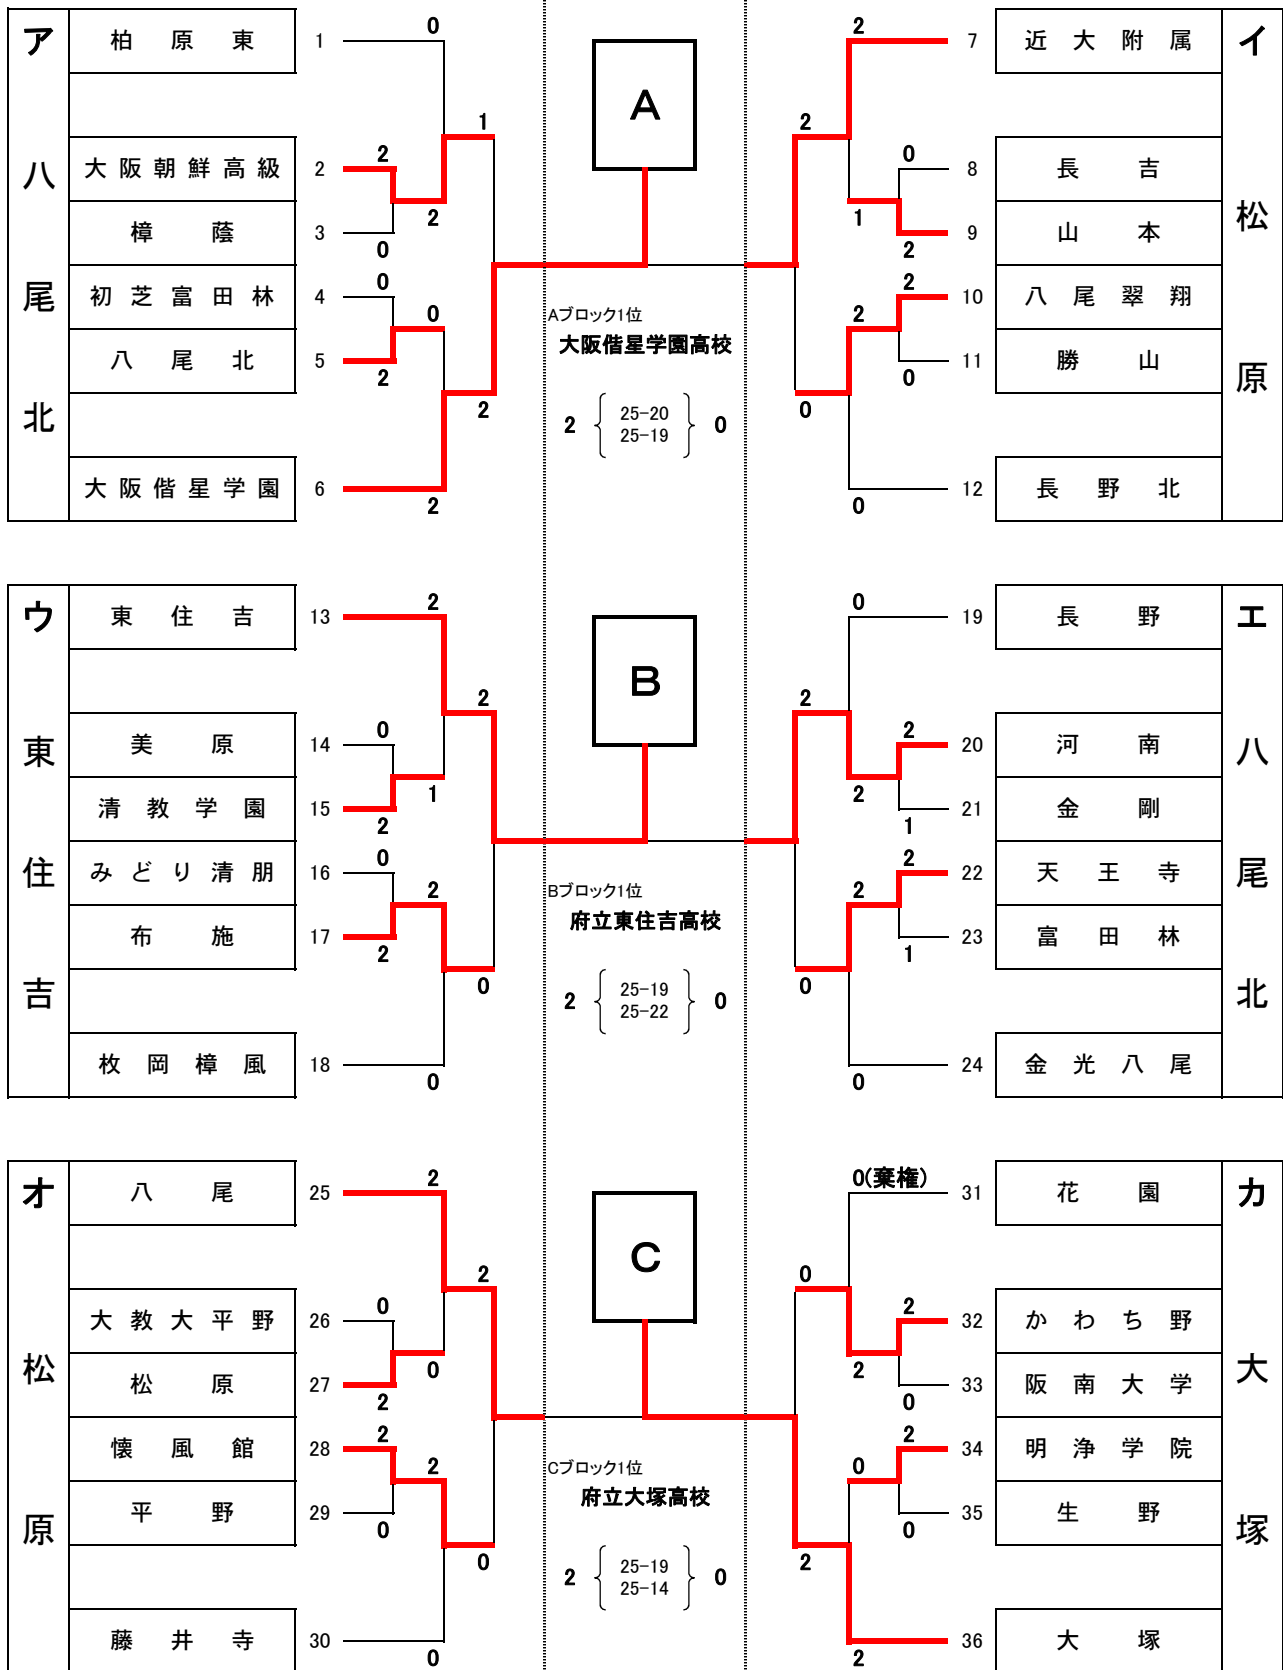 ア 八尾北
柏原東 1 0
大阪朝鮮高級 2 2
樟蔭 3 0
2
1
初芝富田林 4 0
八尾北 5 2
0
大阪偕星学園 6 2
2
A
Aブロック1位
大阪偕星学園高校
2 { 25-20 25-19 } 0
イ 松原
2 7 近大附属
0 8 長吉
2 9 山本
1
2
2 10 八尾翠翔
0 11 勝山
2
0 12 長野北
0
ウ 東住吉
東住吉 13 2
美原 14 0
清教学園 15 2
1
2
みどり清朋 16 0
布施 17 2
2
枚岡樟風 18 0
0
B
Bブロック1位
府立東住吉高校
2 { 25-19 25-22 } 0
エ 八尾北
0 19 長野
2 20 河南
1 21 金剛
2
2
2 22 天王寺
1 23 富田林
2
0 24 金光八尾
0
オ 松原
八尾 25 2
大教大平野 26 0
松原 27 2
0
2
懐風館 28 2
平野 29 0
2
藤井寺 30 0
0
C
Cブロック1位
府立大塚高校
2 { 25-19 25-14 } 0
カ 大塚
0(棄権) 31 花園
2 32 かわち野
0 33 阪南大学
2
0
2 34 明浄学院
0 35 生野
0
2 36 大塚
2